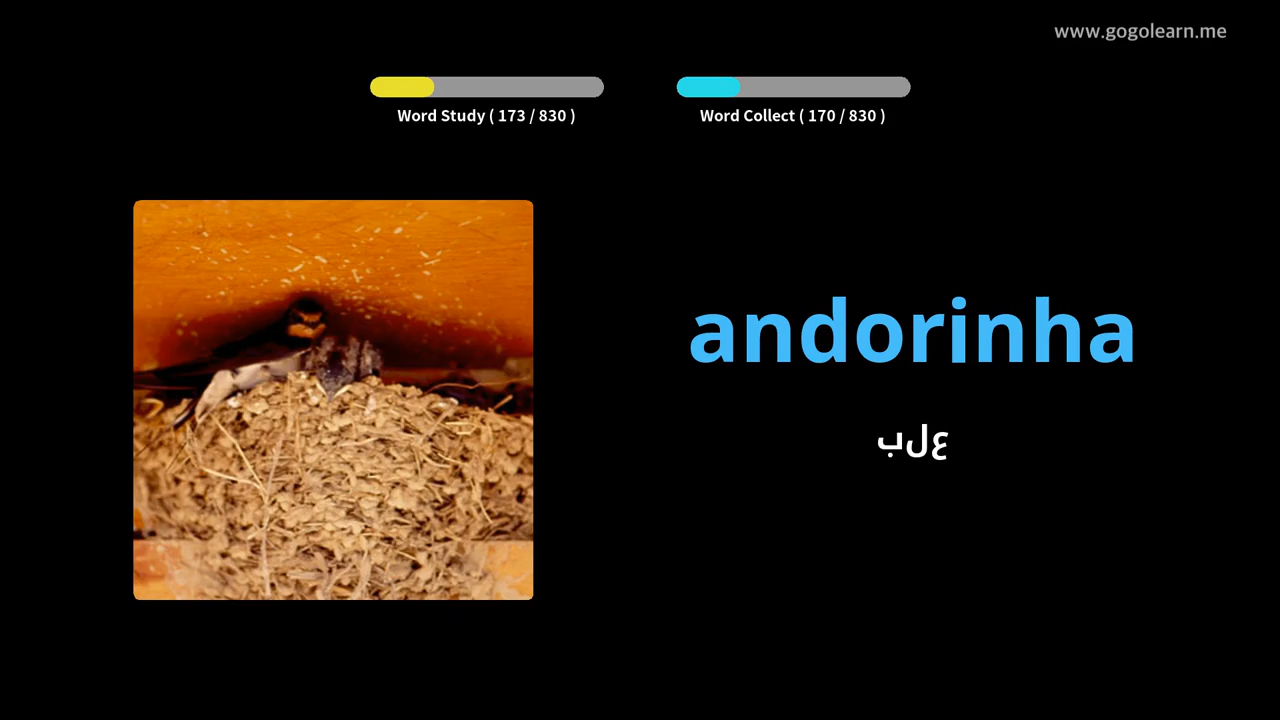 www.gogolearn.me
Word Study ( 173 / 830 )
Word Collect ( 170 / 830 )
andorinha
بلع